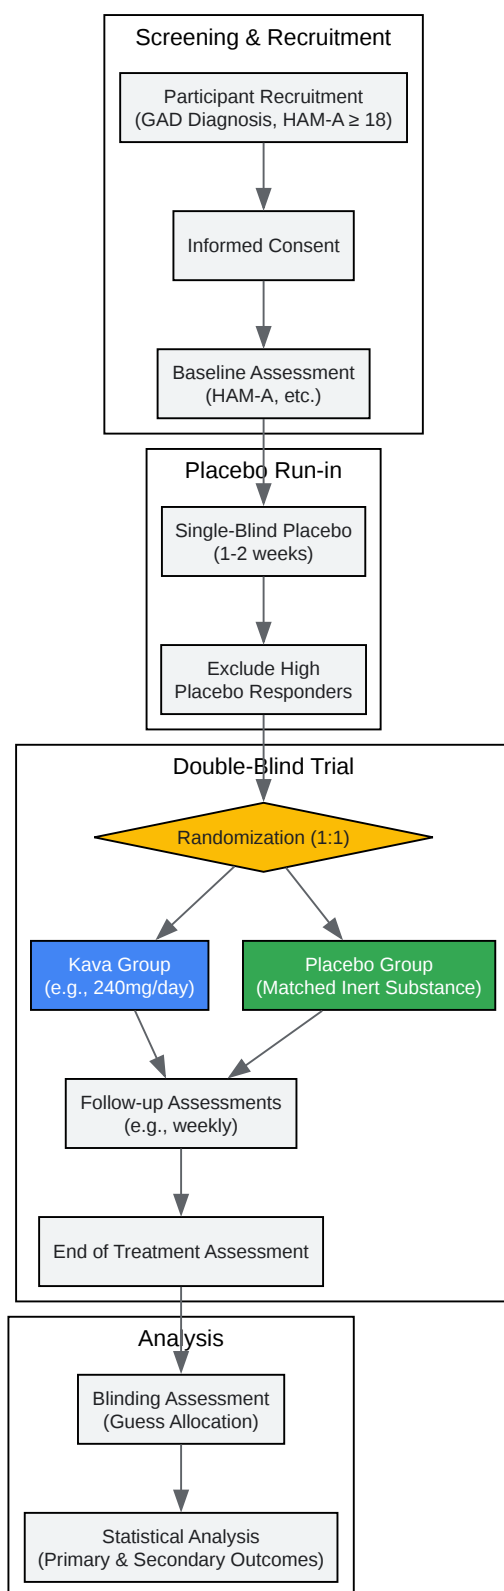 Screening & Recruitment
Participant Recruitment
(GAD Diagnosis, HAM-A ≥ 18)
Informed Consent
Baseline Assessment
(HAM-A, etc.)
Placebo Run-in
Single-Blind Placebo
(1-2 weeks)
Exclude High
Placebo Responders
Double-Blind Trial
Randomization (1:1)
Kava Group
(e.g., 240mg/day)
Placebo Group
(Matched Inert Substance)
Follow-up Assessments
(e.g., weekly)
End of Treatment Assessment
Analysis
Blinding Assessment
(Guess Allocation)
Statistical Analysis
(Primary & Secondary Outcomes)